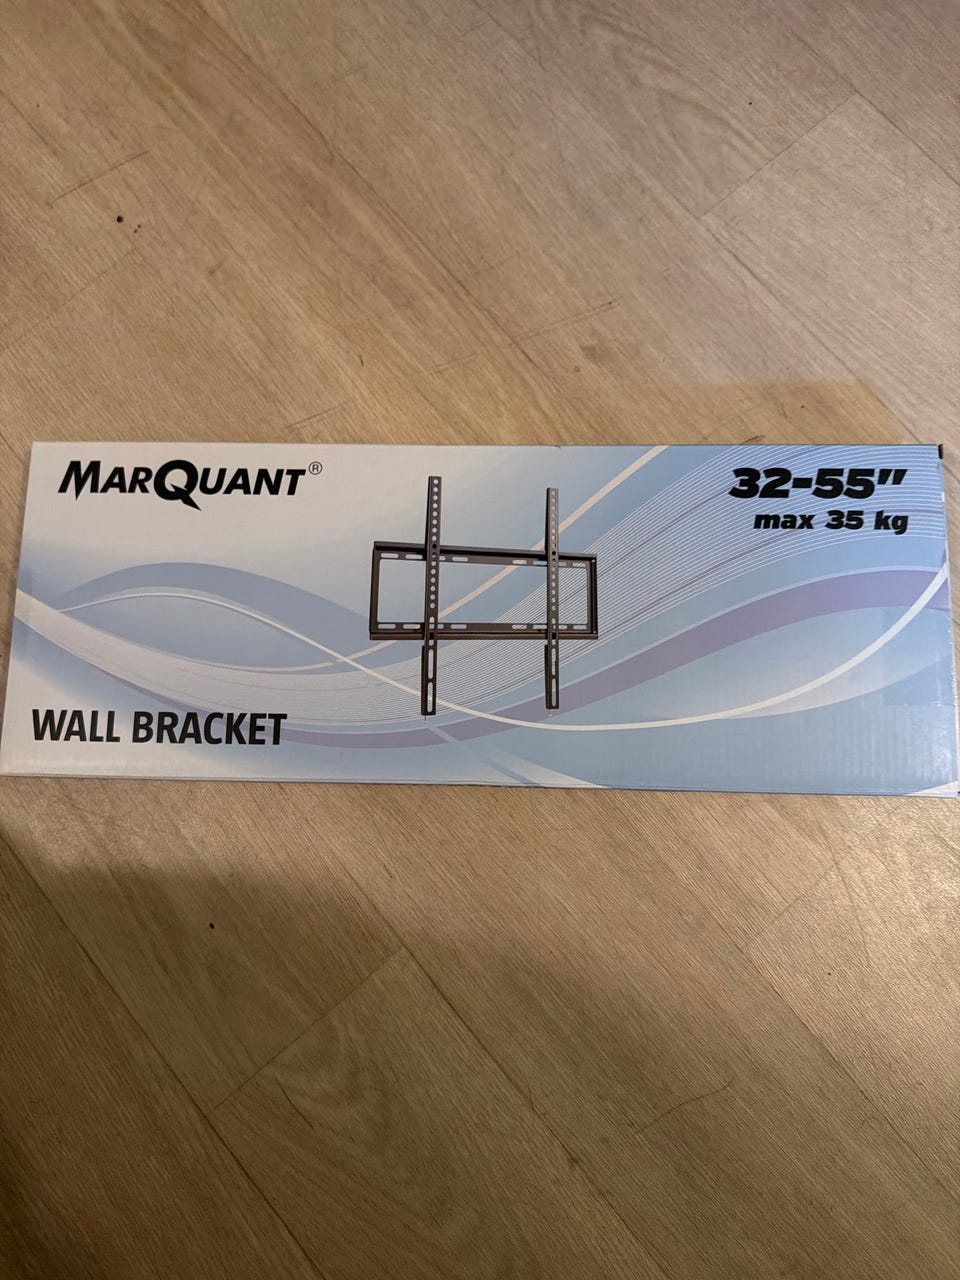 MARQUANT®
32-55"
max 35 kg
WALL BRACKET